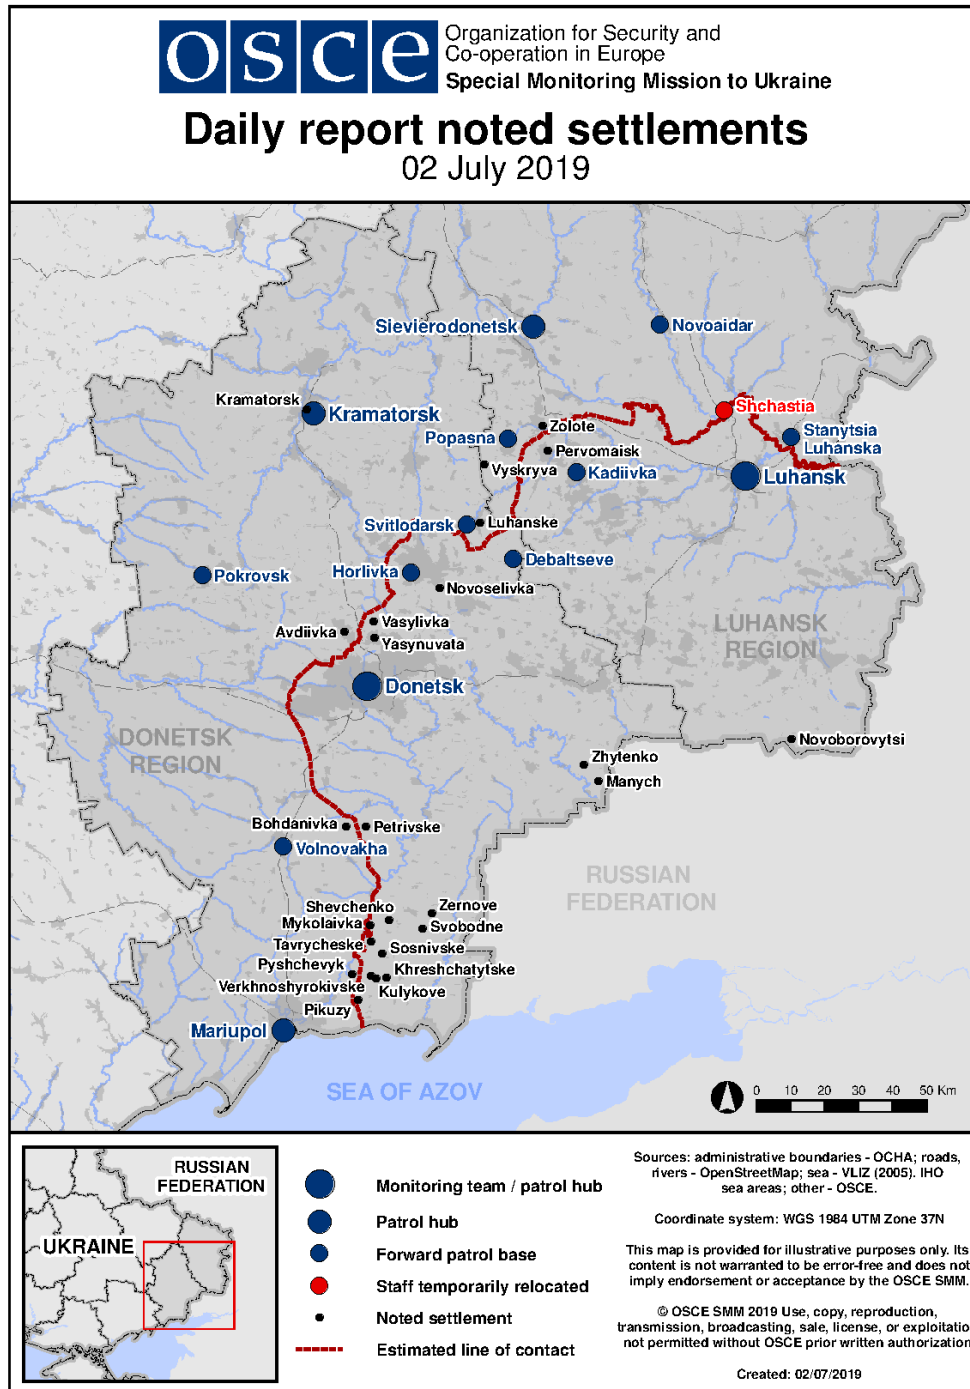 osce
Organization for Security and
Co-operation in Europe
Special Monitoring Mission to Ukraine
Daily report noted settlements
02 July 2019
Sievierodonetsk
Novoaidar
Kramatorsk
Kramatorsk
Shchastia
Zolote
Popasna
Stanytsia
Luhanska
Pervomaisk
Vyskryva
Kadiivka
Luhansk
Svitlodarsk
Luhanske
Debaltseve
Pokrovsk
Horlivka
Novoselivka
Vasylivka
Avdiivka
Yasynuvata
LUHANSK
REGION
Donetsk
DONETSK
REGION
Novoborovytsi
Zhytenko
Manych
Bohdanivka
Petrivske
Volnovakha
RUSSIAN
FEDERATION
Shevchenko
Zernove
Mykolaivka
Svobodne
Tavrycheske
Sosnivske
Pyshchevyk
Khreshchatytske
Verkhnoshyrokivske
Kulykove
Pikuzy
Mariupol
SEA OF AZOV
0 10 20 30 40 50 Km
RUSSIAN
FEDERATION
UKRAINE
Monitoring team / patrol hub
Patrol hub
Forward patrol base
Staff temporarily relocated
Noted settlement
Estimated line of contact
Sources: administrative boundaries - OCHA; roads,
rivers - OpenStreetMap; sea - VLIZ (2005). IHO
sea areas; other - OSCE.
Coordinate system: WGS 1984 UTM Zone 37N
This map is provided for illustrative purposes only. Its
content is not warranted to be error-free and does not
imply endorsement or acceptance by the OSCE SMM.
© OSCE SMM 2019 Use, copy, reproduction,
transmission, broadcasting, sale, license, or exploitatio
not permitted without OSCE prior written authorization
Created: 02/07/2019